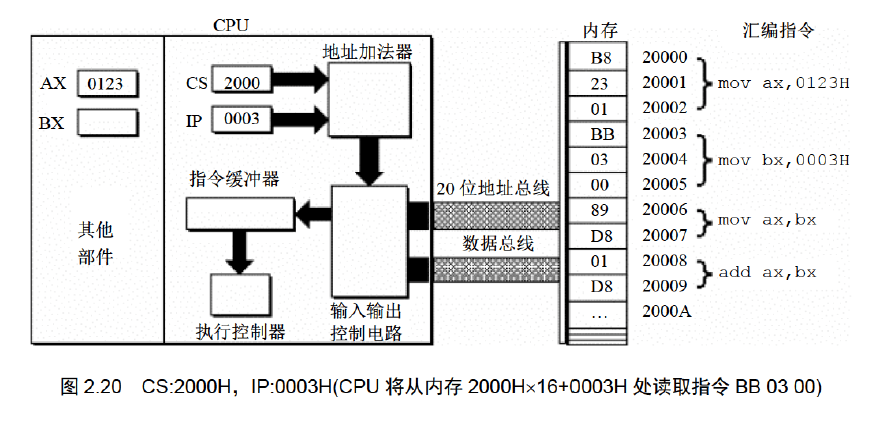 CPU
内存
汇编指令
地址加法器
AX 0123
CS 2000
BX
IP 0003
B8 20000
23 20001 mov ax,0123H
01 20002
BB 20003
03 20004 mov bx,0003H
00 20005
指令缓冲器
20位地址总线
89 20006
mov ax,bx
D8 20007
其他
部件
数据总线
01 20008
add ax,bx
D8 20009
执行控制器
输入输出
控制电路
… 2000A
图 2.20 CS:2000H，IP:0003H(CPU 将从内存 2000H×16+0003H 处读取指令 BB 03 00)